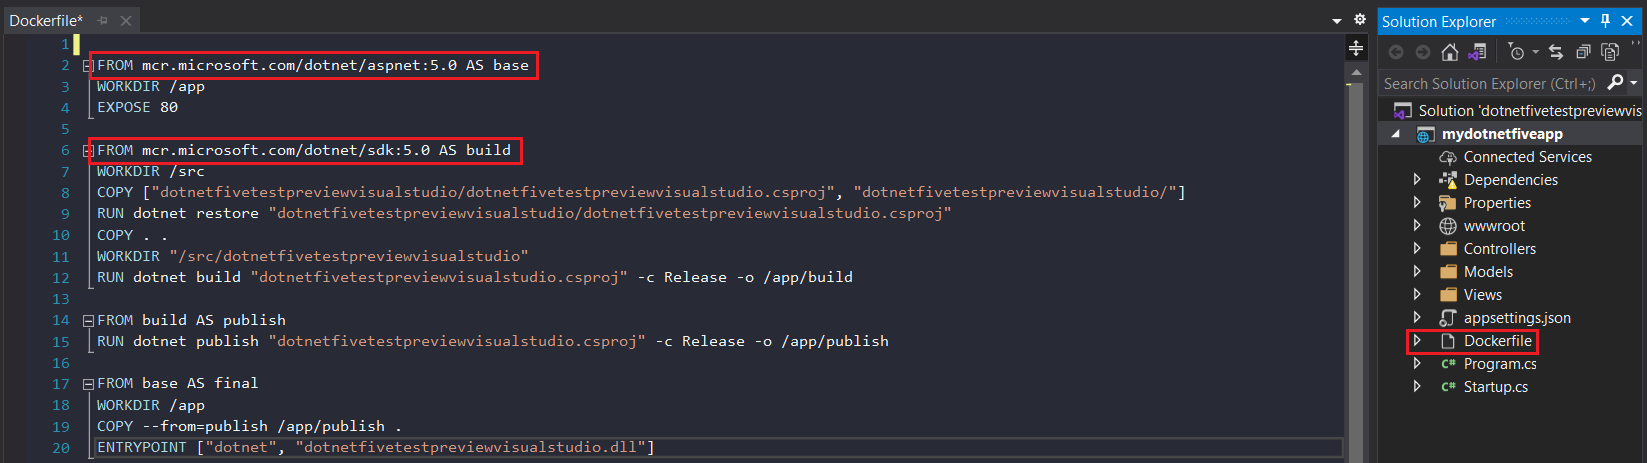 Dockerfile*
1
2 FROM mcr.microsoft.com/dotnet/aspnet:5.0 AS base
3 WORKDIR /app
4 EXPOSE 80
5
6 FROM mcr.microsoft.com/dotnet/sdk:5.0 AS build
7 WORKDIR /src
8 COPY ["dotnetfivetestpreviewvisualstudio/dotnetfivetestpreviewvisualstudio.csproj", "dotnetfivetestpreviewvisualstudio/"]
9 RUN dotnet restore "dotnetfivetestpreviewvisualstudio/dotnetfivetestpreviewvisualstudio.csproj"
10 COPY . .
11 WORKDIR "/src/dotnetfivetestpreviewvisualstudio"
12 RUN dotnet build "dotnetfivetestpreviewvisualstudio.csproj" -c Release -o /app/build
13
14 FROM build AS publish
15 RUN dotnet publish "dotnetfivetestpreviewvisualstudio.csproj" -c Release -o /app/publish
16
17 FROM base AS final
18 WORKDIR /app
19 COPY --from=publish /app/publish .
20 ENTRYPOINT ["dotnet", "dotnetfivetestpreviewvisualstudio.dll"]
Solution Explorer
Search Solution Explorer (Ctrl+;)
Solution 'dotnetfivetestpreviewvis
mydotnetfiveapp
Connected Services
Dependencies
Properties
wwwroot
Controllers
Models
Views
appsettings.json
Dockerfile
C# Program.cs
C# Startup.cs